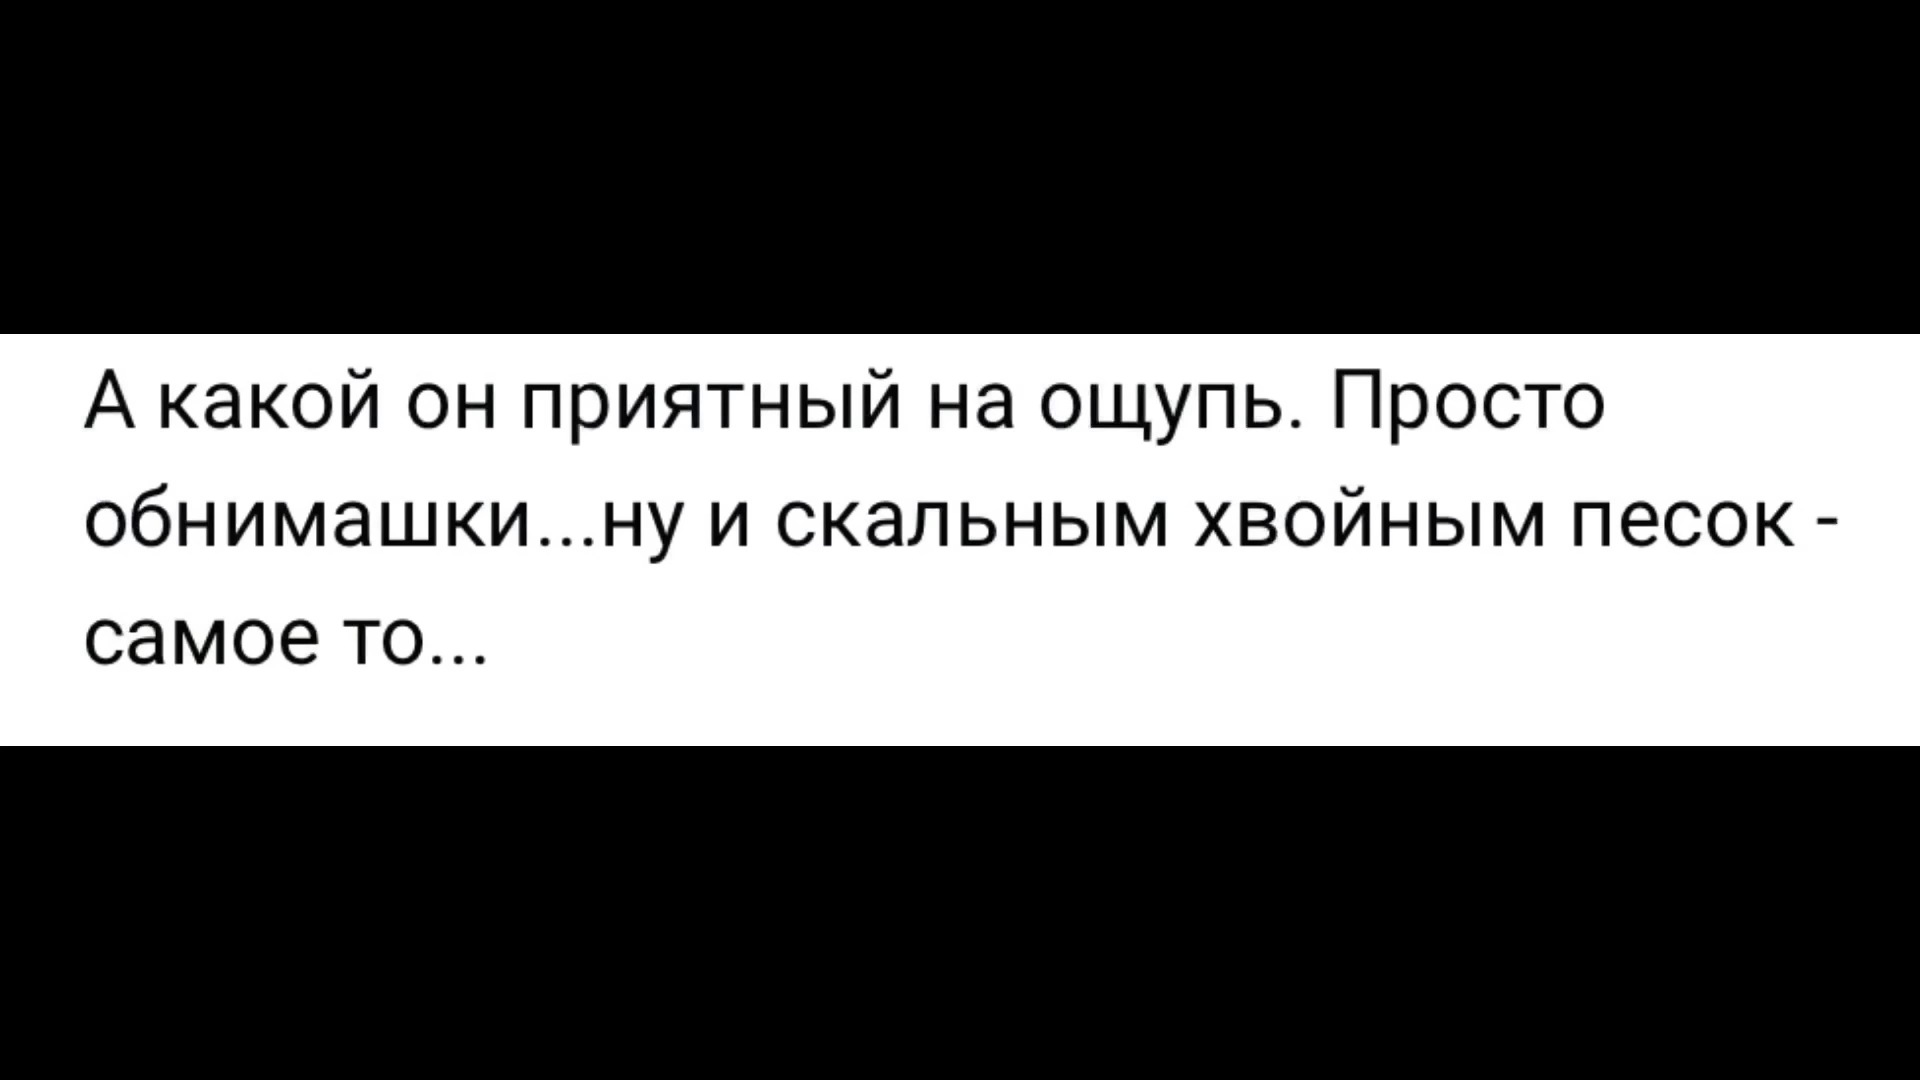 А какой он приятный на ощупь. Просто
обнимашки...ну и скальным хвойным песок -
самое то...